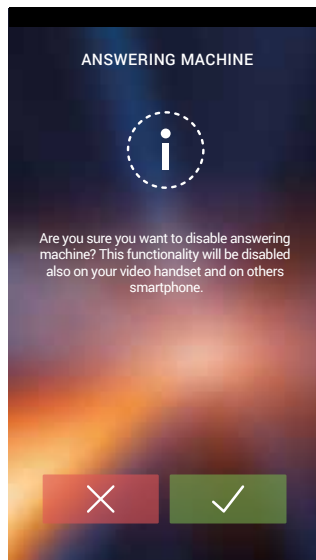 ANSWERING MACHINE
Are you sure you want to disable answering
machine? This functionality will be disabled
also on your video handset and on others
smartphone.